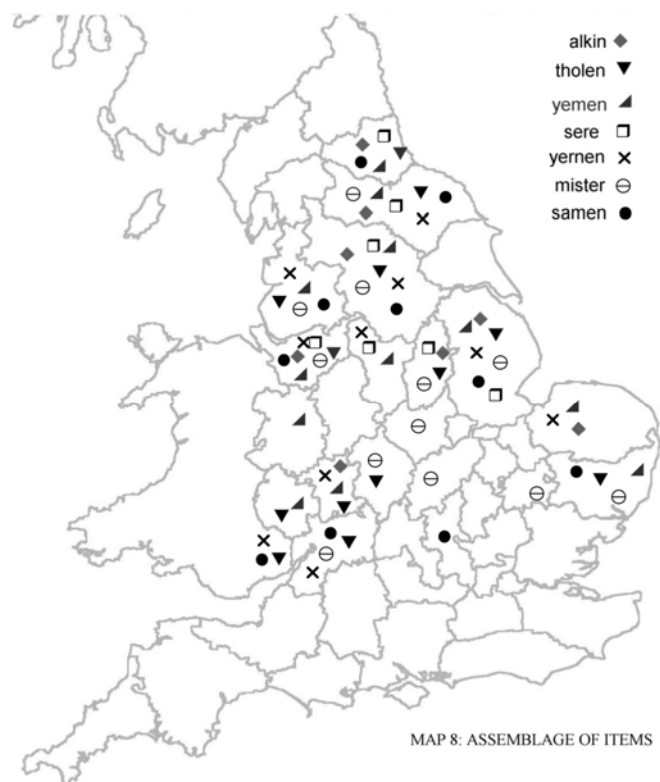 alkin
tholen
yemen
sere
yernen
mister
samen
MAP 8: ASSEMBLAGE OF ITEMS